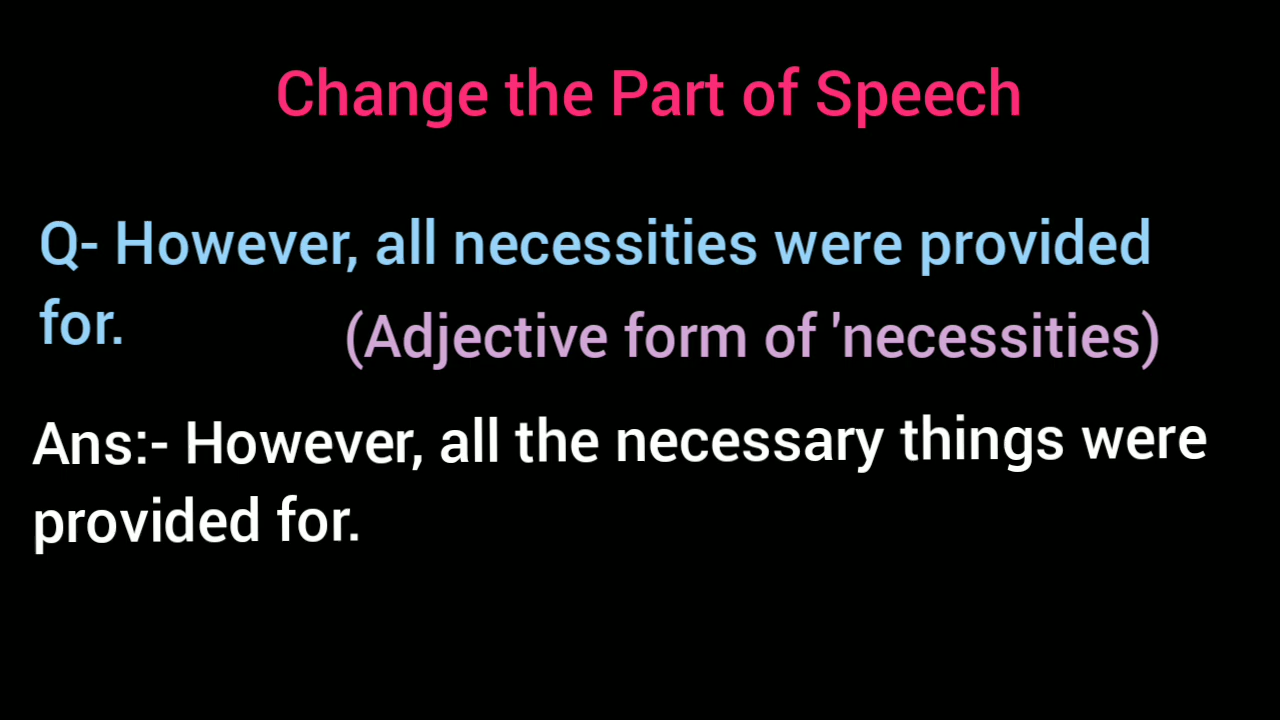 Change the Part of Speech
Q- However, all necessities were provided
for.
(Adjective form of 'necessities)
Ans:- However, all the necessary things were
provided for.